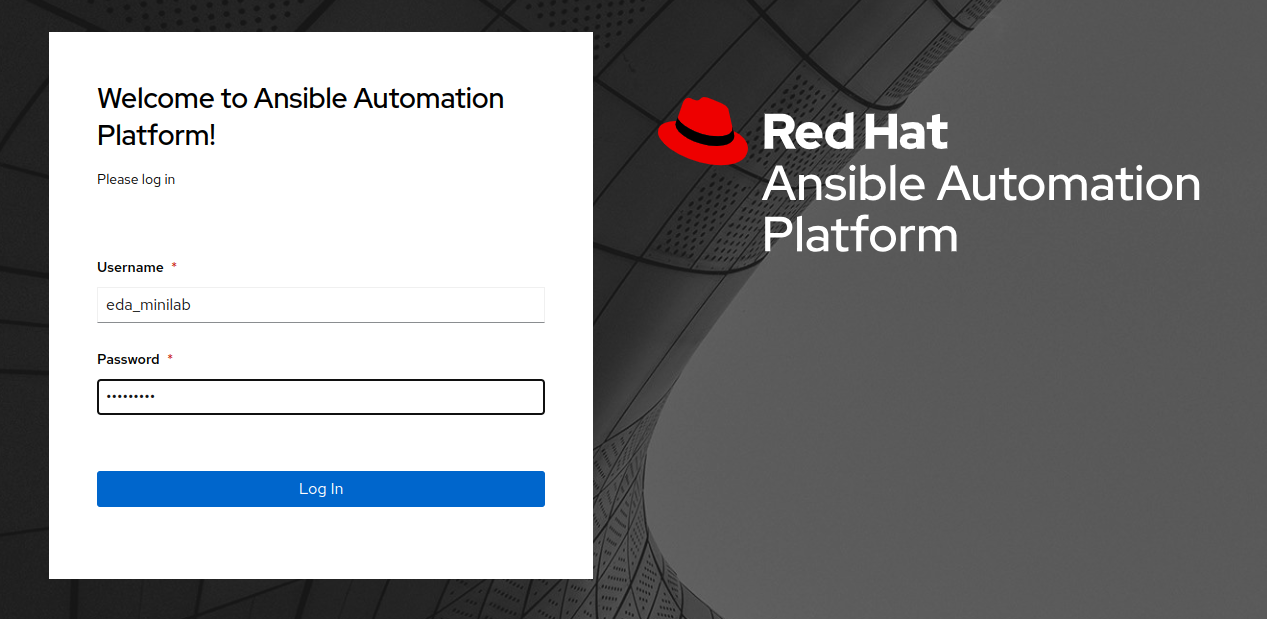 Welcome to Ansible Automation
Platform!
Please log in
Username *
eda_minilab
Password *
•••••••••
Log In
Red Hat
Ansible Automation
Platform